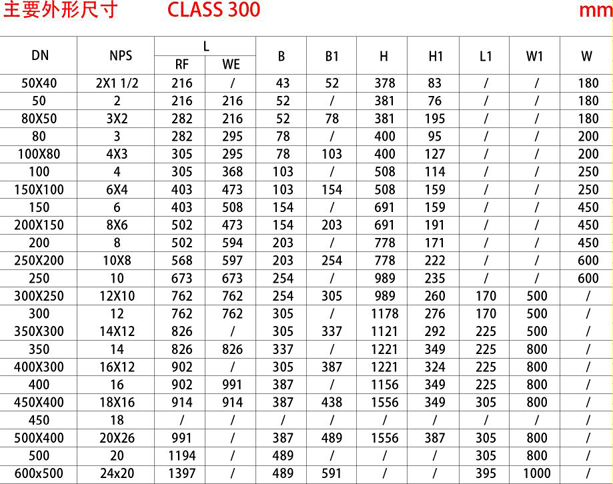 主要外形尺寸 CLASS 300 mm
DN NPS L B B1 H H1 L1 W1 W
RF WE
50X40 2X1 1/2 216 / 43 52 378 83 / / 180
50 2 216 216 52 / 381 76 / / 180
80X50 3X2 282 216 52 78 381 195 / / 180
80 3 282 295 78 / 400 95 / / 200
100X80 4X3 305 295 78 103 400 127 / / 200
100 4 305 368 103 / 508 114 / / 250
150X100 6X4 403 473 103 154 508 159 / / 250
150 6 403 508 154 / 691 159 / / 450
200X150 8X6 502 473 154 203 691 191 / / 450
200 8 502 594 203 / 778 171 / / 450
250X200 10X8 568 597 203 254 778 222 / / 600
250 10 673 673 254 / 989 235 / / 600
300X250 12X10 762 762 254 305 989 260 170 500 /
300 12 762 762 305 / 1178 276 170 500 /
350X300 14X12 826 / 305 337 1121 292 225 500 /
350 14 826 826 337 / 1221 349 225 800 /
400X300 16X12 902 / 305 387 1221 324 225 800 /
400 16 902 991 387 / 1156 349 225 800 /
450X400 18X16 914 914 387 438 1556 349 305 800 /
450 18 / / / / / / / / /
500X400 20X26 991 / 387 489 1556 387 305 800 /
500 20 1194 / 489 / / / 305 800 /
600x500 24x20 1397 / 489 591 / / 395 1000 /